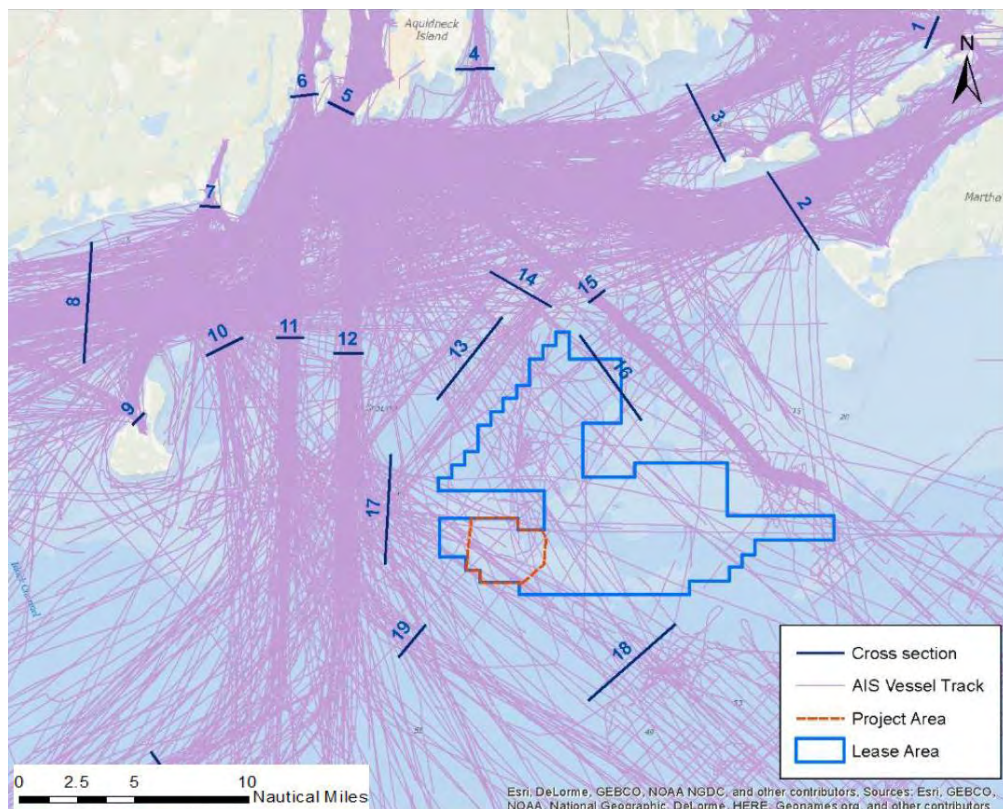 Aquidneck
Island
1
N
4
6
5
3
7
2
Martha
8
14
15
10
11
12
13
16
9
15
20
17
19
18
Cross section
AIS Vessel Track
Project Area
Lease Area
0 2.5 5 10
Nautical Miles
Esri, DeLorme, GEBCO, NOAA NGDC, and other contributors, Sources: Esri, GEBCO,
NOAA, National Geographic, DeLorme, HERE, Geonames.org, and other contributors